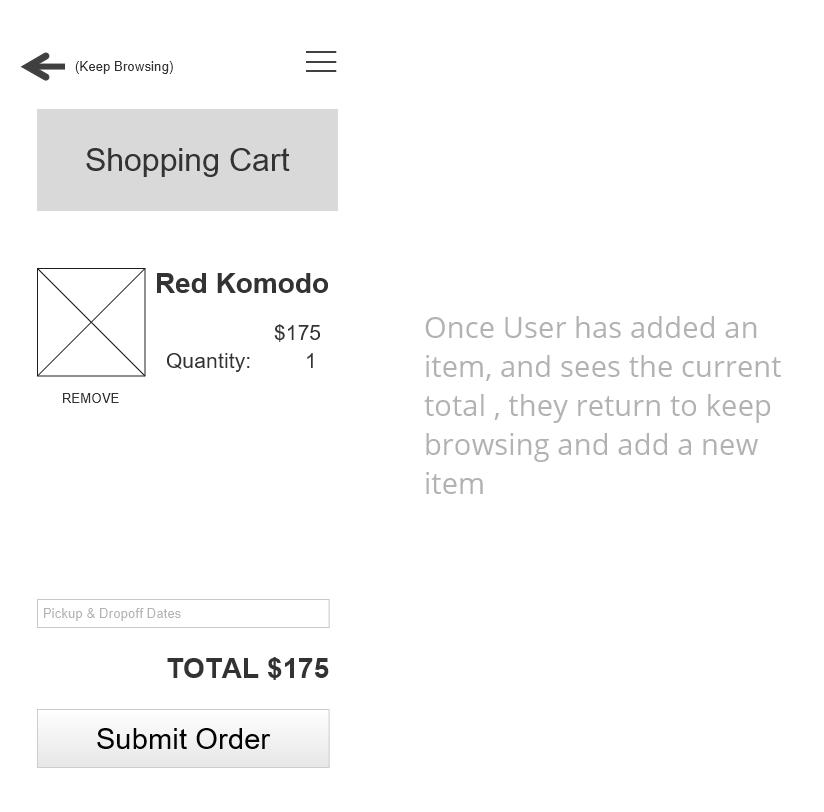 (Keep Browsing)
Shopping Cart
Red Komodo
$175
Quantity: 1
REMOVE
Once User has added an
item, and sees the current
total , they return to keep
browsing and add a new
item
Pickup & Dropoff Dates
TOTAL $175
Submit Order